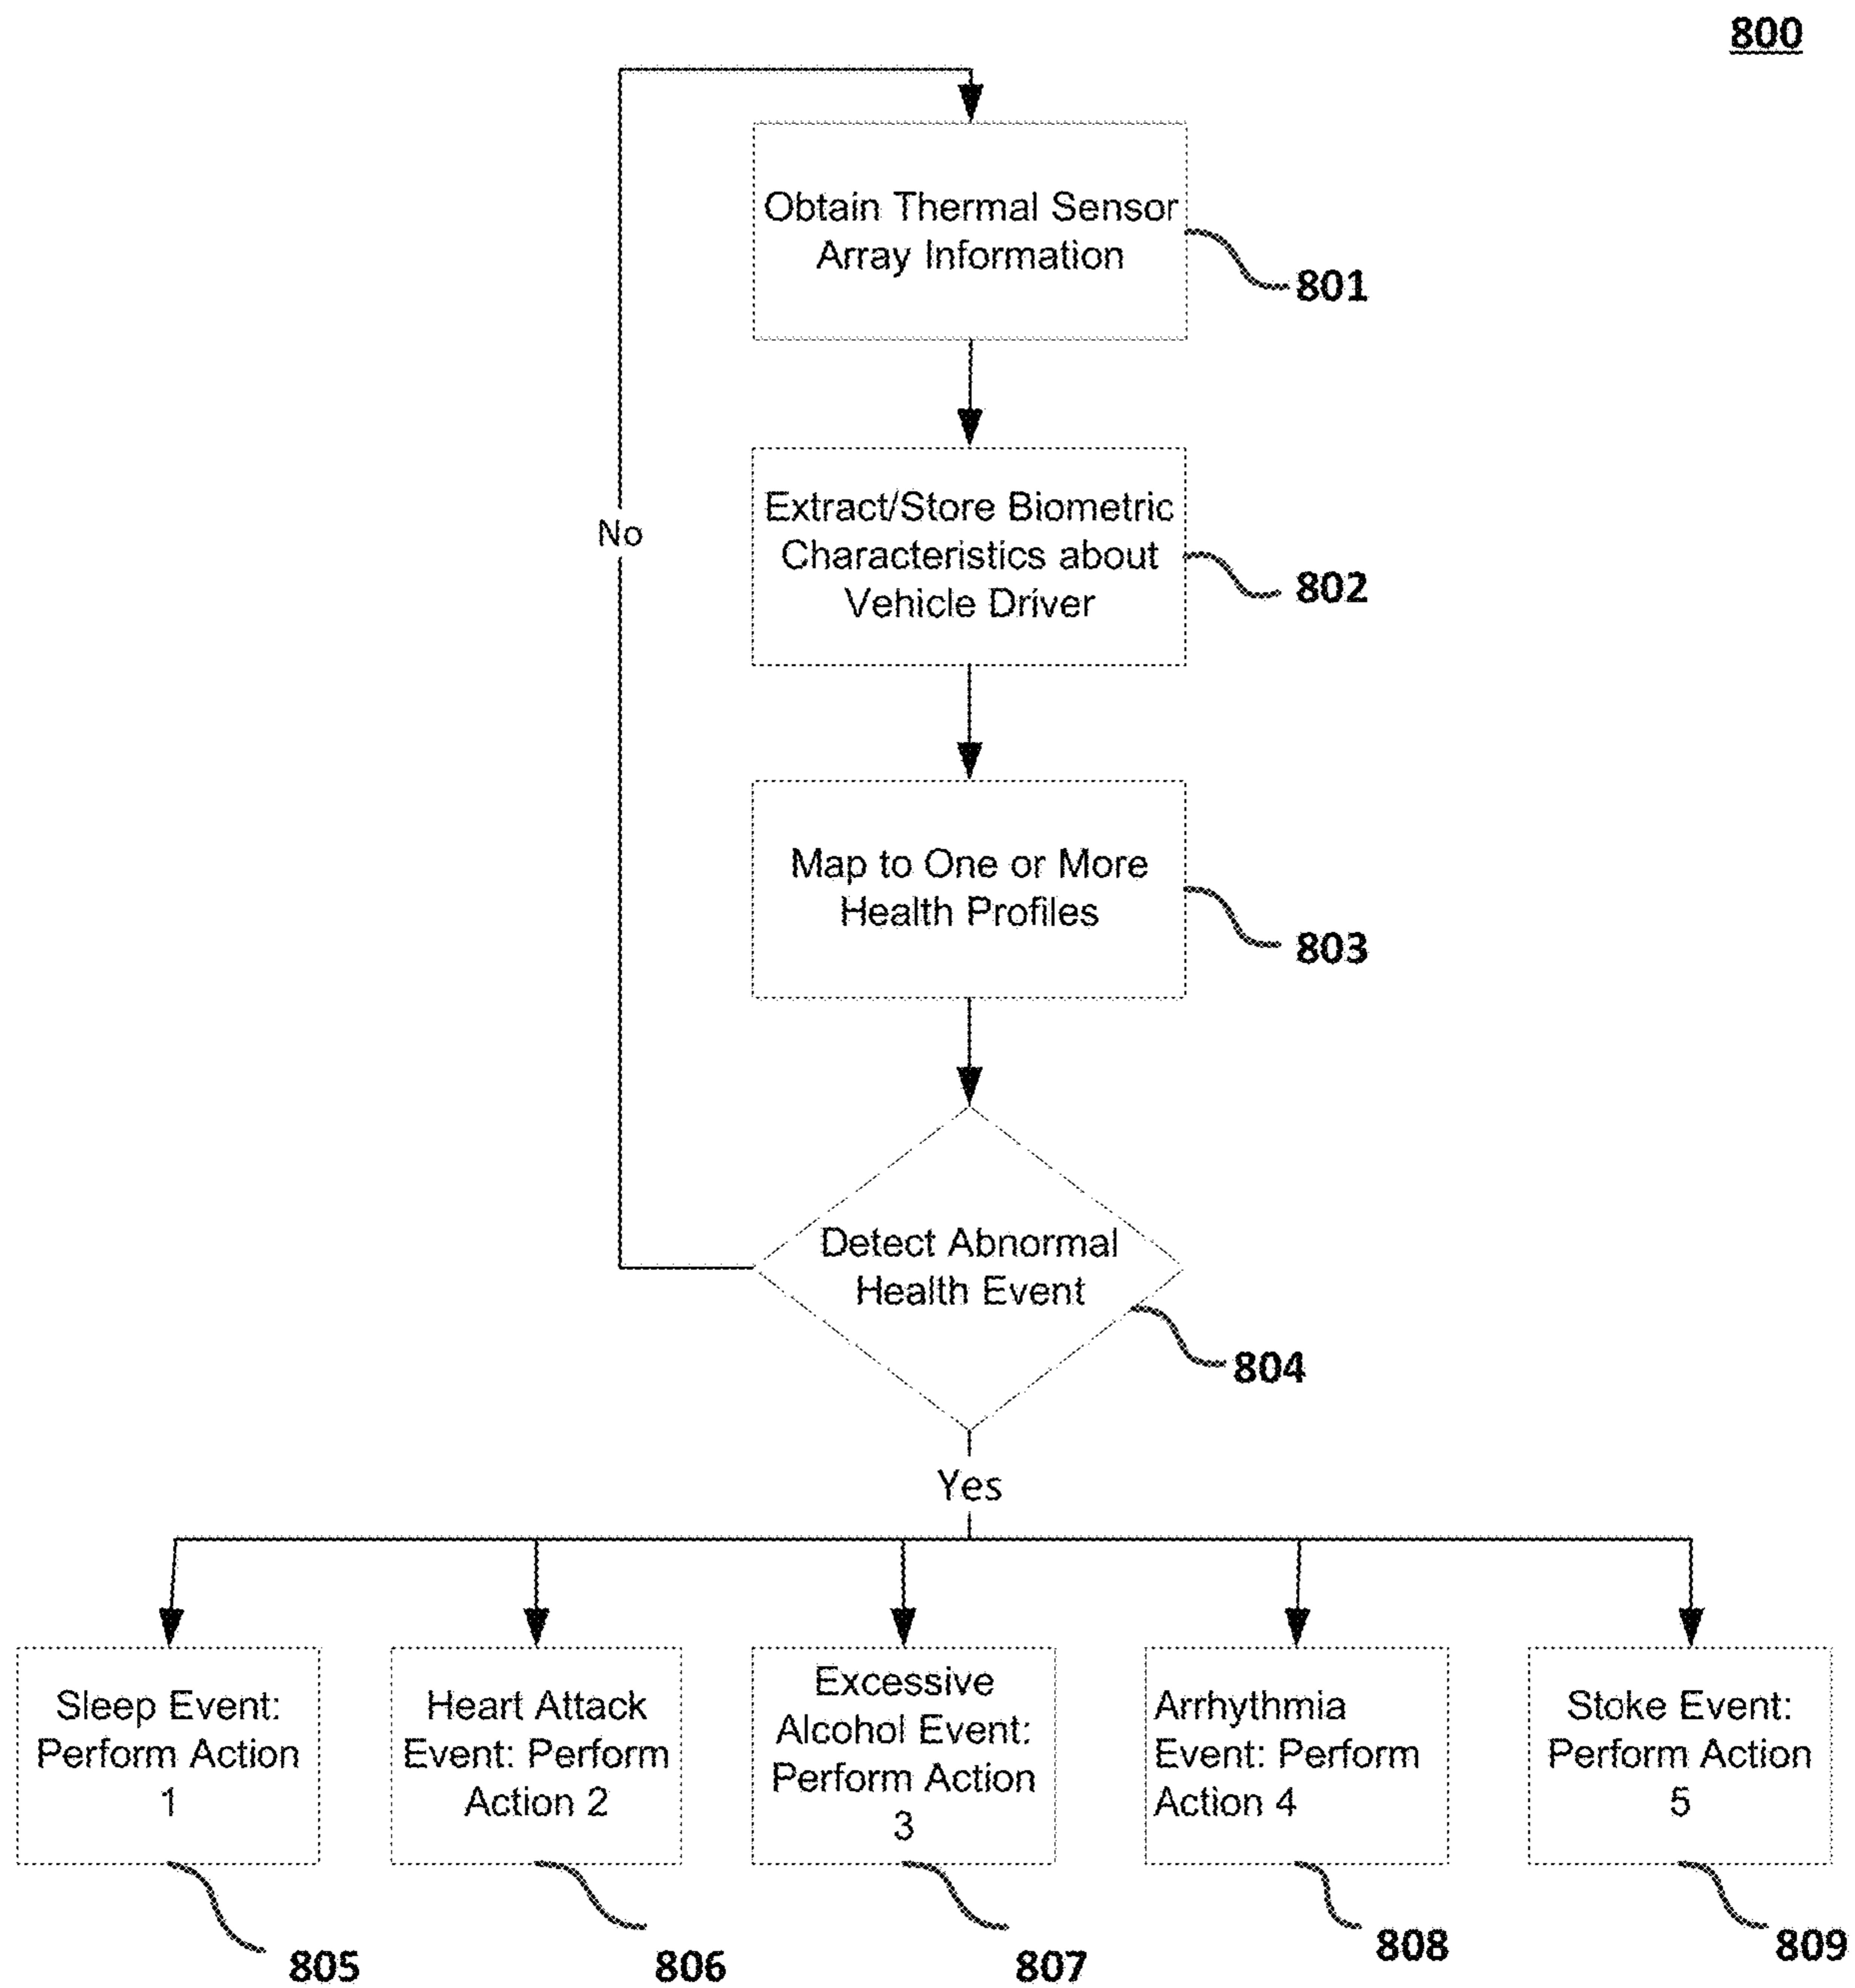 800
Obtain Thermal Sensor
Array Information
801
Extract/Store Biometric
Characteristics about
Vehicle Driver
802
No
Map to One or More
Health Profiles
803
Detect Abnormal
Health Event
804
Yes
Sleep Event:
Perform Action
1
805
Heart Attack
Event: Perform
Action 2
806
Excessive
Alcohol Event:
Perform Action
3
807
Arrhythmia
Event: Perform
Action 4
808
Stoke Event:
Perform Action
5
809